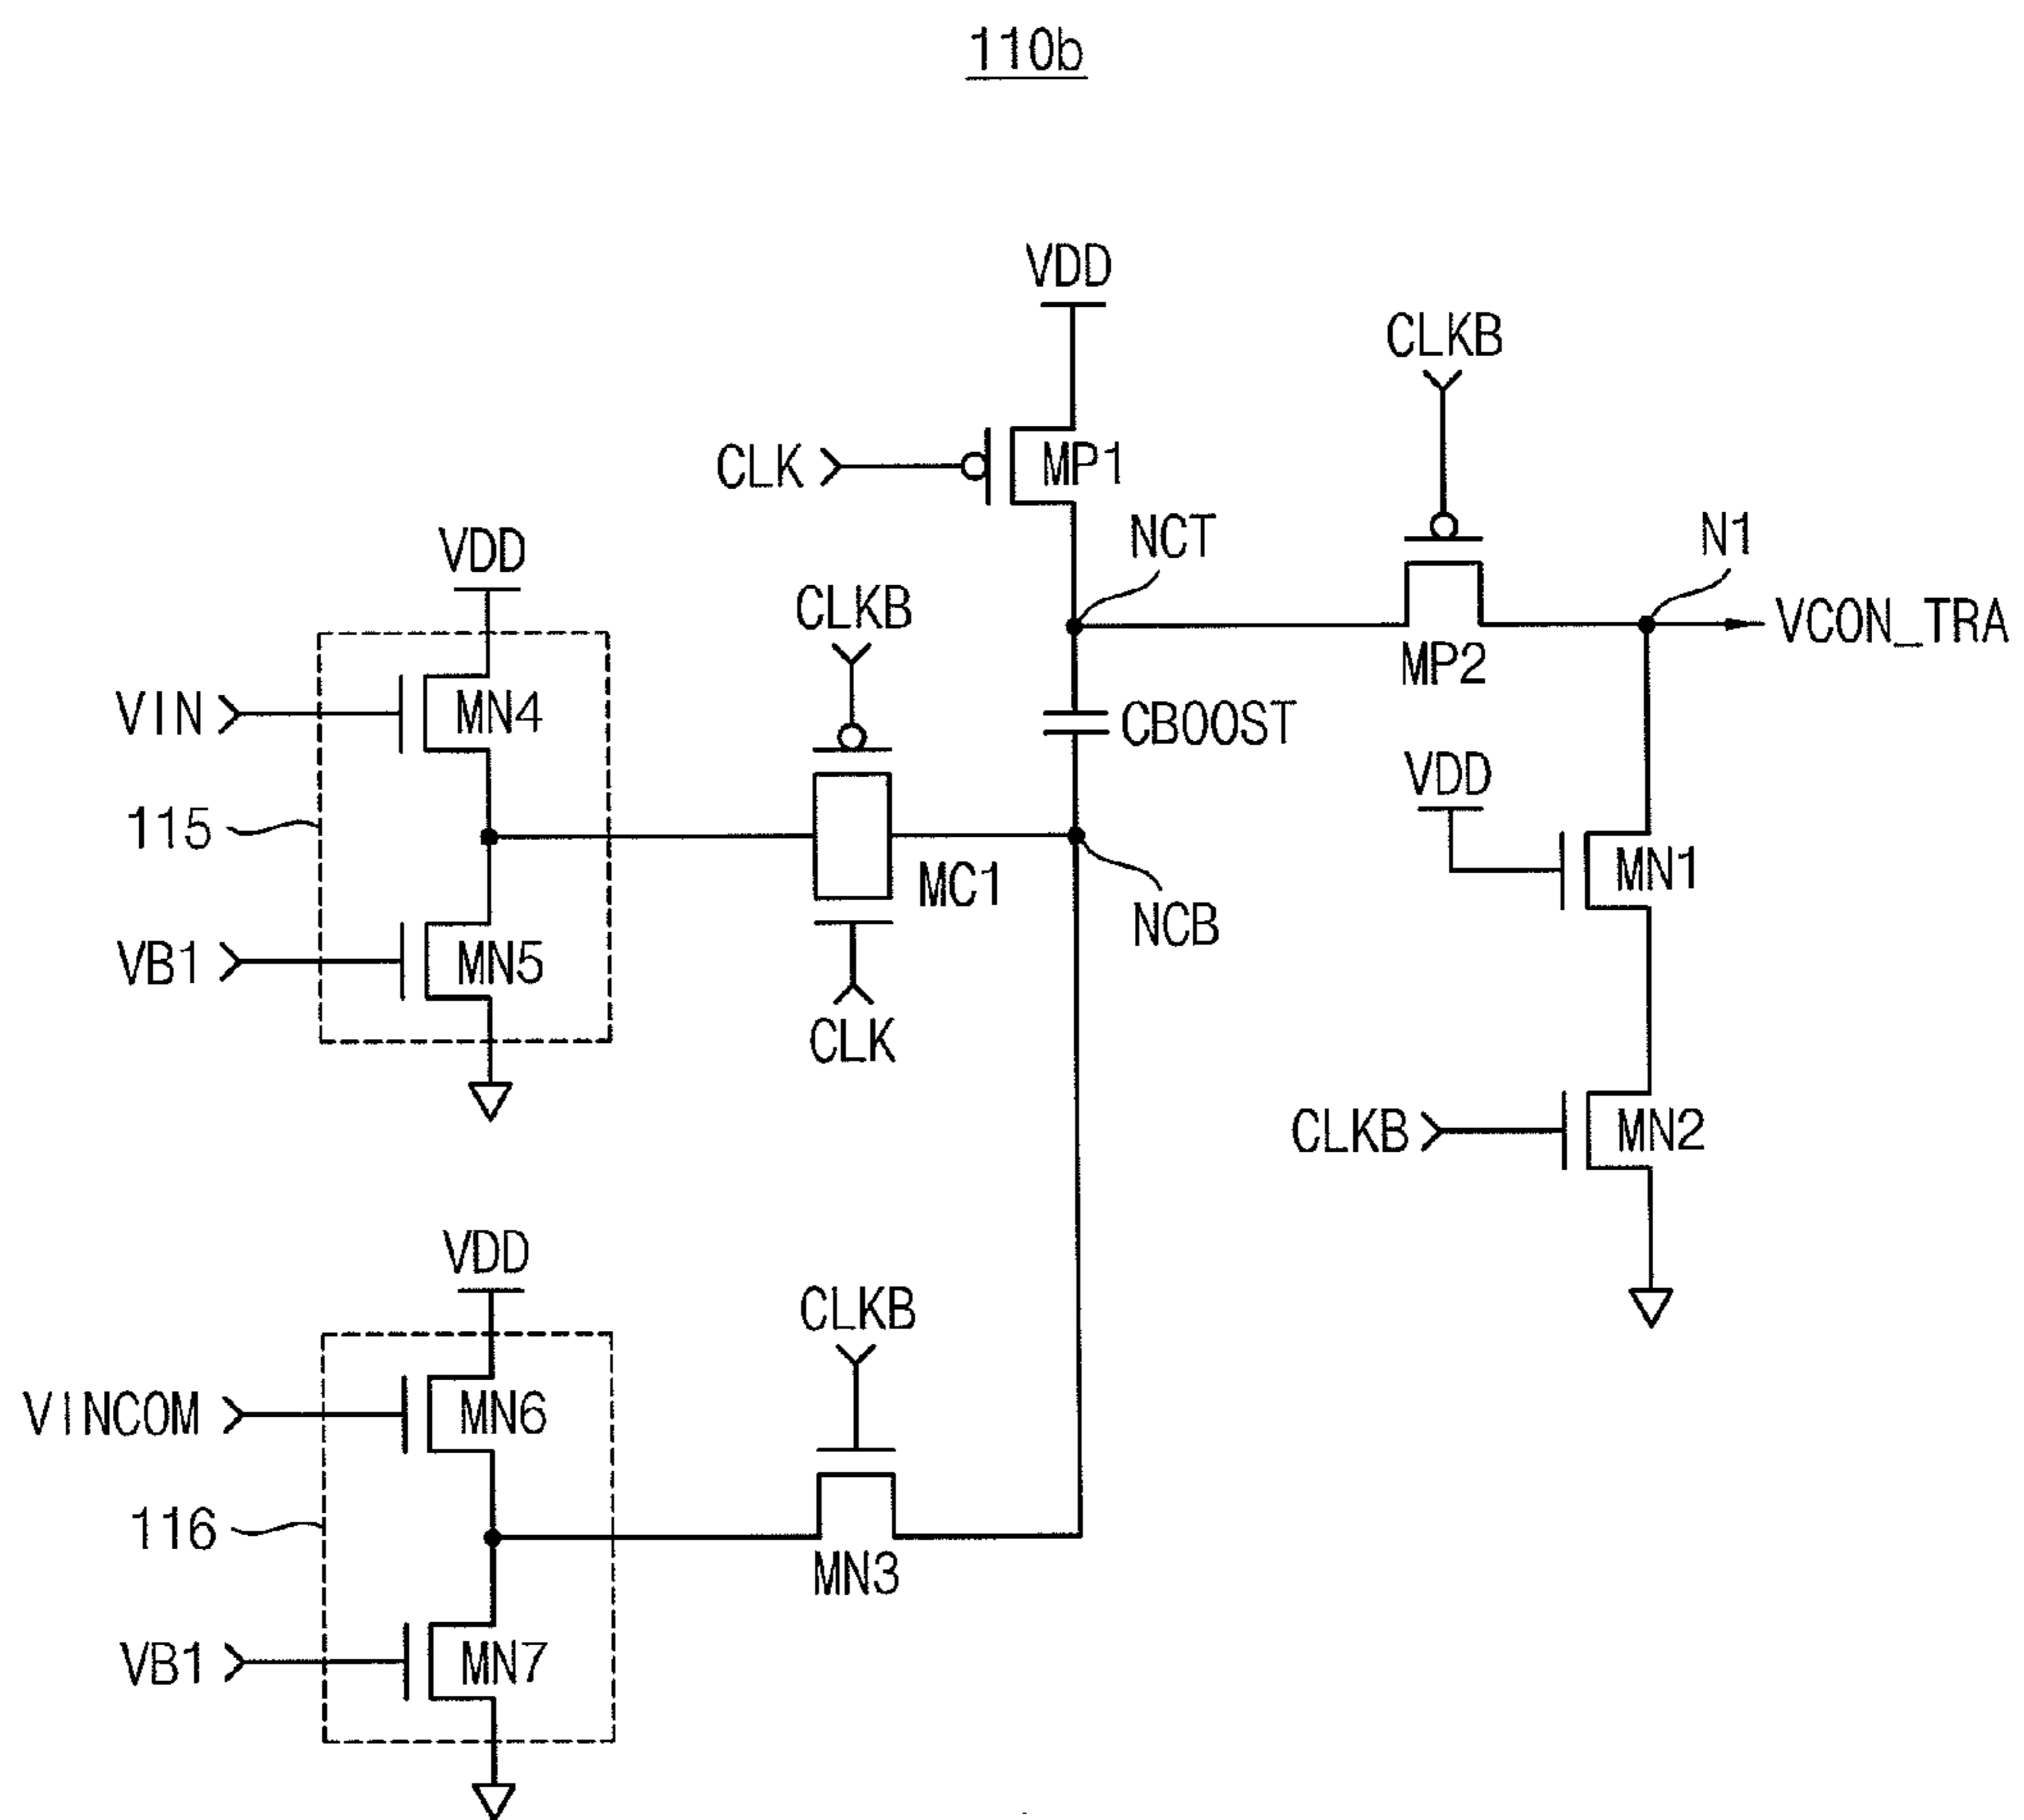 110b
VDD
CLKB
CLK
MP1
NCT
N1
VDD
CLKB
VCON_TRA
MP2
VIN
MN4
CBOOST
VDD
115
MC1
MN1
NCB
VB1
MN5
CLK
CLKB
MN2
VDD
CLKB
VINCOM
MN6
116
MN3
VB1
MN7